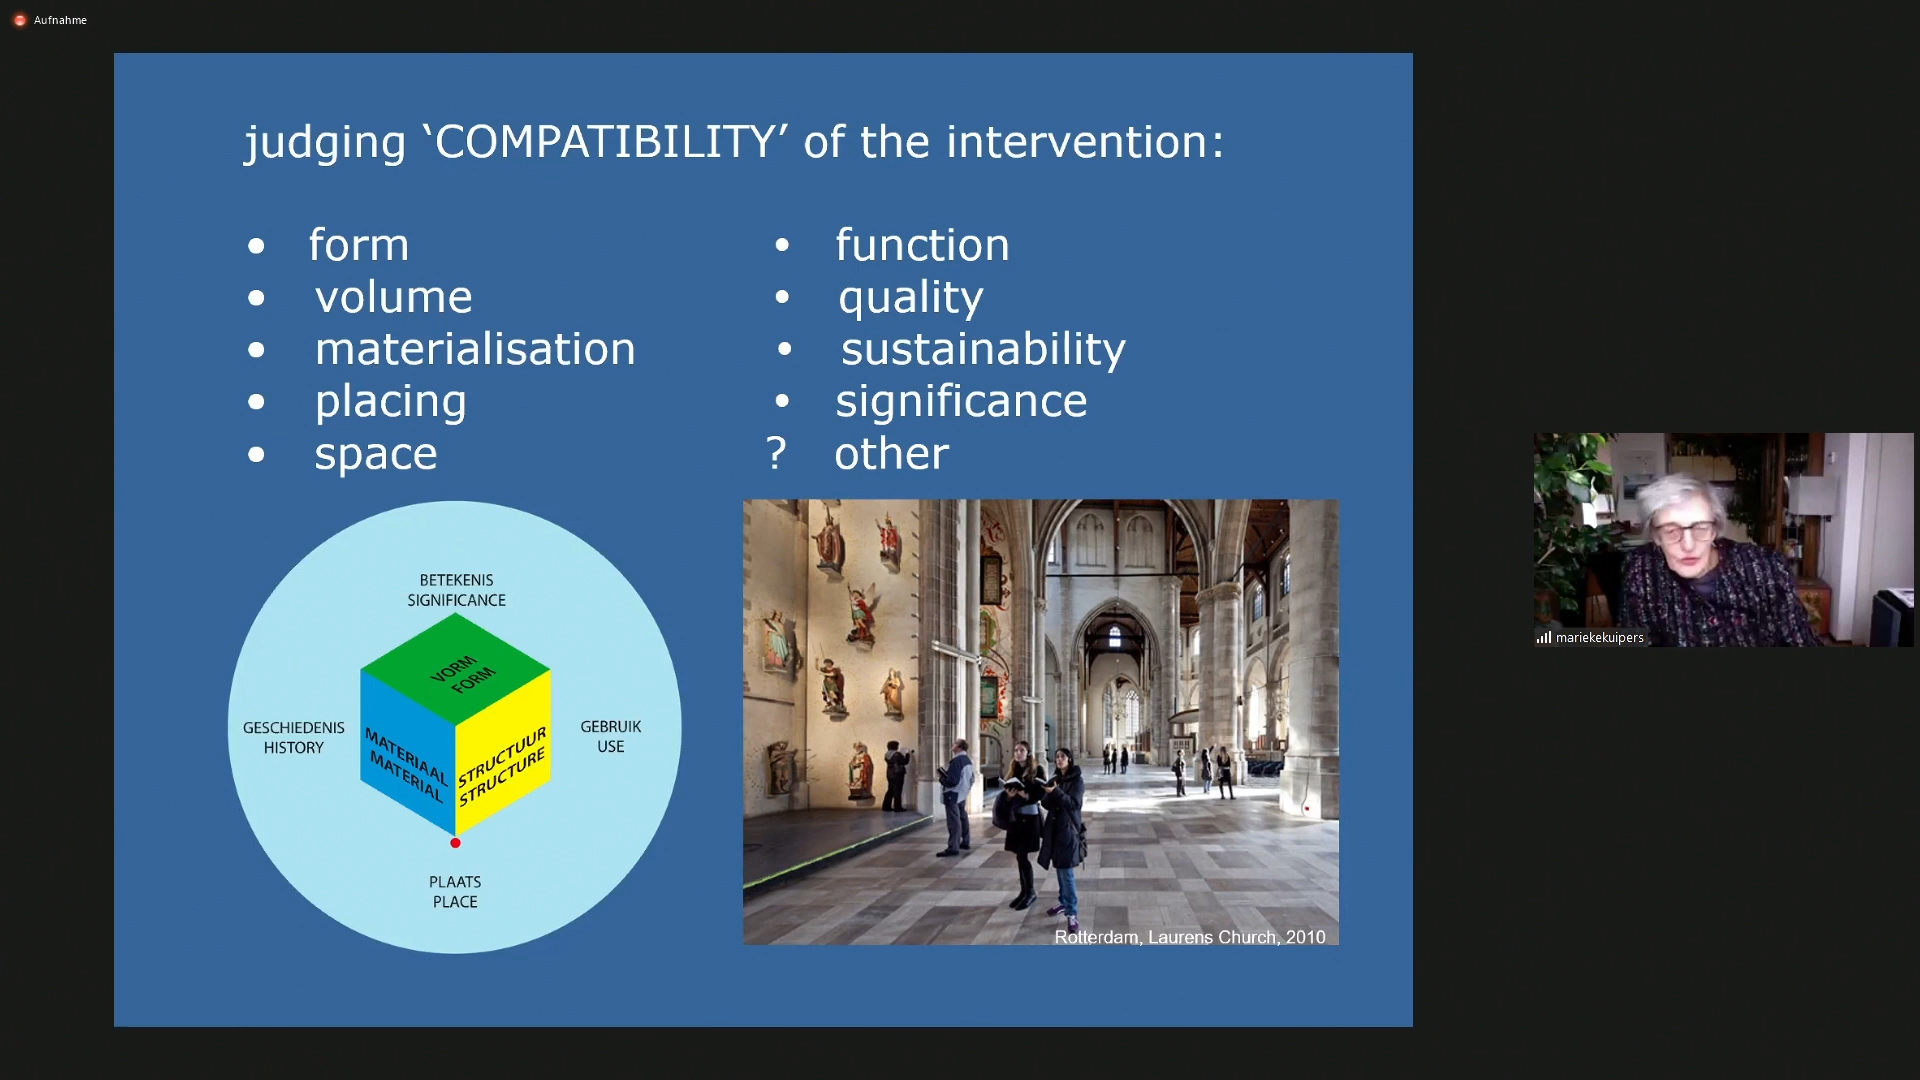 Aufnahme
judging ‘COMPATIBILITY’ of the intervention:
• form
• volume
• materialisation
• placing
• space
• function
• quality
• sustainability
• significance
? other
BETEKENIS
SIGNIFICANCE
VORM
FORM
GESCHIEDENIS
HISTORY
MATERIAAL
MATERIAL
STRUCTUUR
STRUCTURE
GEBRUIK
USE
PLAATS
PLACE
Rotterdam, Laurens Church, 2010
mariekekuipers